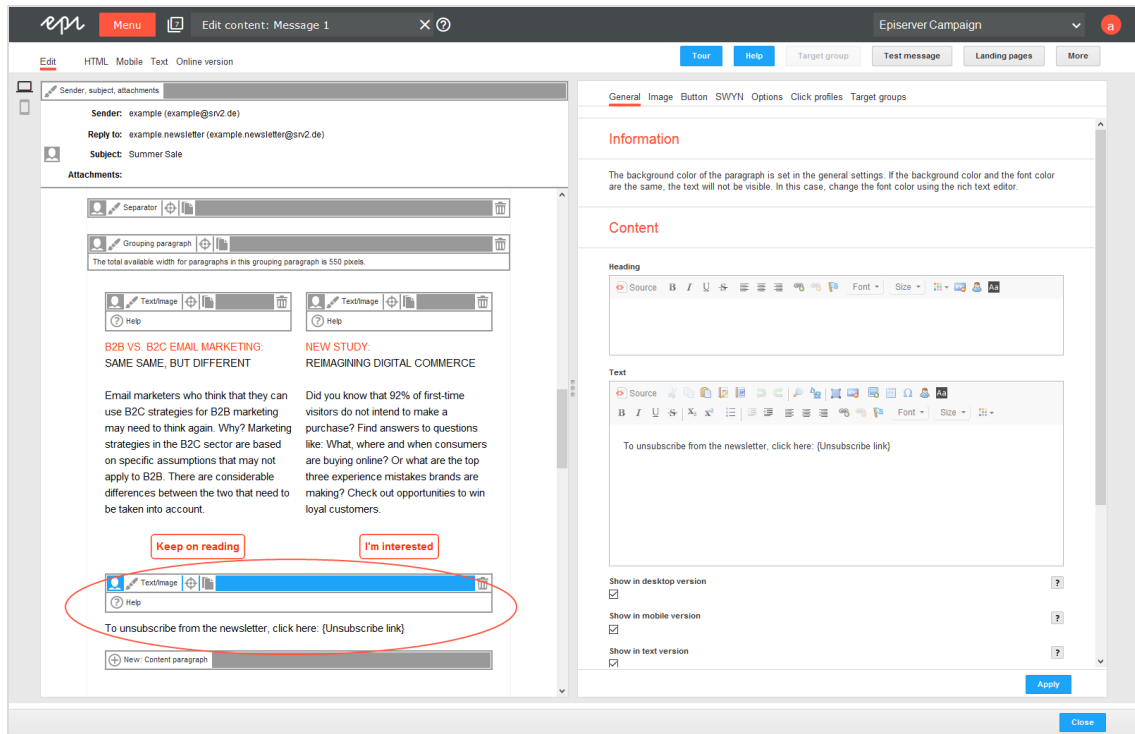 epi
Menu
7
Edit content: Message 1
Episerver Campaign
a
Edit
HTML
Mobile
Text
Online version
Tour
Help
Target group
Test message
Landing pages
More
Sender, subject, attachments
Sender: example (example@srv2.de)
Reply to: example.newsletter (example.newsletter@srv2.de)
Subject: Summer Sale
Attachments:
Separator
Grouping paragraph
The total available width for paragraphs in this grouping paragraph is 550 pixels.
Text/Image
? Help
B2B VS. B2C EMAIL MARKETING:
SAME SAME, BUT DIFFERENT
Email marketers who think that they can
use B2C strategies for B2B marketing
may need to think again. Why? Marketing
strategies in the B2C sector are based
on specific assumptions that may not
apply to B2B. There are considerable
differences between the two that need to
be taken into account.
Keep on reading
Text/Image
? Help
NEW STUDY:
REIMAGINING DIGITAL COMMERCE
Did you know that 92% of first-time
visitors do not intend to make a
purchase? Find answers to questions
like: What, where and when consumers
are buying online? Or what are the top
three experience mistakes brands are
making? Check out opportunities to win
loyal customers.
I'm interested
Text/Image
? Help
To unsubscribe from the newsletter, click here: {Unsubscribe link}
New: Content paragraph
General
Image
Button
SWYN
Options
Click profiles
Target groups
Information
The background color of the paragraph is set in the general settings. If the background color and the font color
are the same, the text will not be visible. In this case, change the font color using the rich text editor.
Content
Heading
Source B I U S Font Size Aa
Text
Source Ω Aa
B I U S X₂ X² Font Size
To unsubscribe from the newsletter, click here: {Unsubscribe link}
Show in desktop version
?
Show in mobile version
?
Show in text version
?
Apply
Close